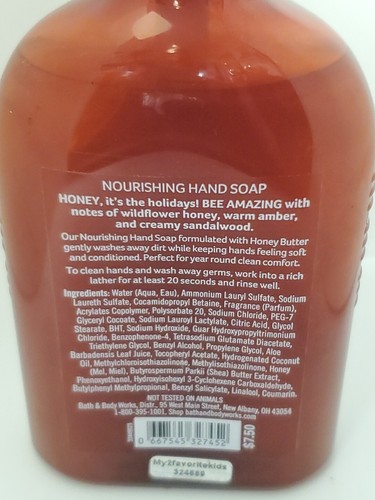 NOURISHING HAND SOAP
HONEY, it's the holidays! BEE AMAZING with
notes of wildflower honey, warm amber,
and creamy sandalwood.
Our Nourishing Hand Soap formulated with Honey Butter
gently washes away dirt while keeping hands feeling soft
and conditioned. Perfect for year round clean comfort.
To clean hands and wash away germs, work into a rich
lather for at least 20 seconds and rinse well.
Ingredients: Water (Aqua, Eau), Ammonium Lauryl Sulfate, Sodium
Laureth Sulfate, Cocamidopropyl Betaine, Fragrance (Parfum),
Acrylates Copolymer, Polysorbate 20, Sodium Chloride, PEG-7
Glyceryl Cocoate, Sodium Lauroyl Lactylate, Citric Acid, Glycol
Stearate, BHT, Sodium Hydroxide, Guar Hydroxypropyltrimonium
Chloride, Benzophenone-4, Tetrasodium Glutamate Diacetate,
Triethylene Glycol, Benzyl Alcohol, Propylene Glycol, Aloe
Barbadensis Leaf Juice, Tocopheryl Acetate, Hydrogenated Coconut
Oil, Methylchloroisothiazolinone, Methylisothiazolinone, Honey
(Mel, Miel), Butyrospermum Parkii (Shea) Butter Extract,
Phenoxyethanol, Hydroxyisohexyl 3-Cyclohexene Carboxaldehyde,
Butylphenyl Methylpropional, Benzyl Salicylate, Linalool, Coumarin.
NOT TESTED ON ANIMALS
Bath & Body Works, Distr., 95 West Main Street, New Albany, OH 43054
1-800-395-1001, Shop bathandbodyworks.com
0 667545 327452
$7.50
My2favoritekids
324889